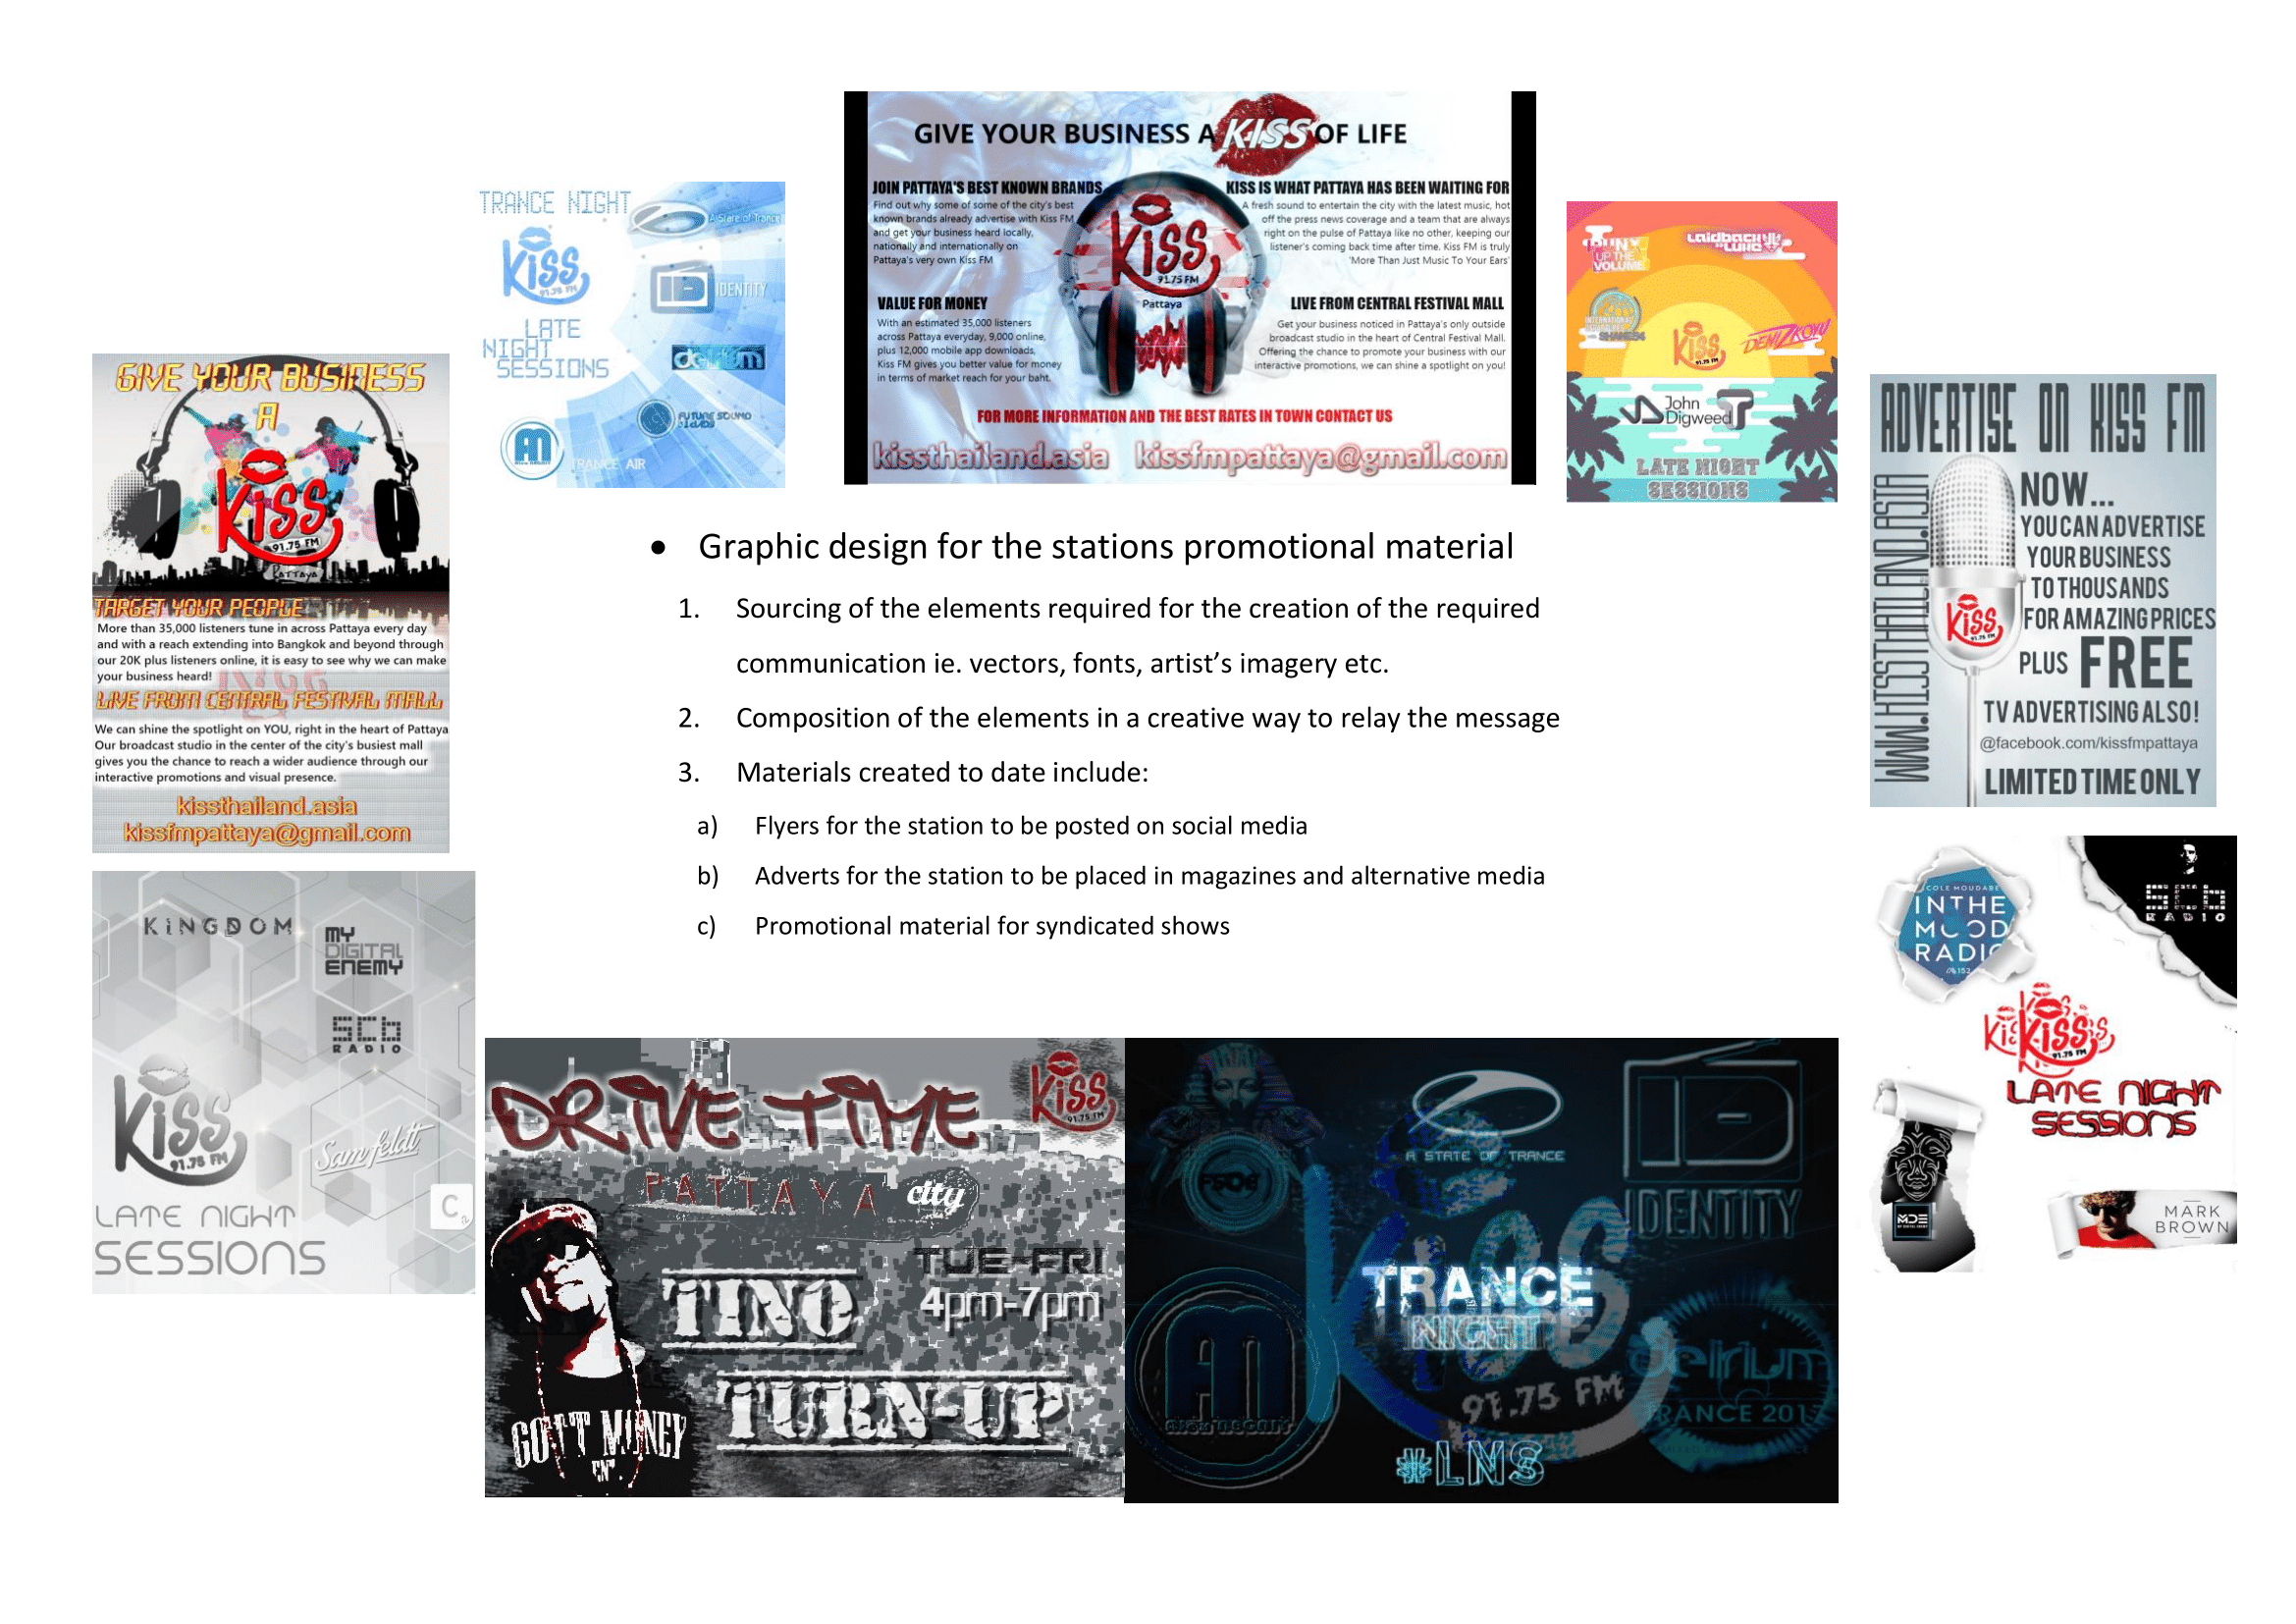 GIVE YOUR BUSINESS A KISS OF LIFE
JOIN PATTAYA'S BEST KNOWN BRANDS
Find out why some of some of the city's best
known brands already advertise with Kiss FM
and get your business heard locally,
nationally and internationally on
Pattaya's very own Kiss FM
VALUE FOR MONEY
With an estimated 35,000 listeners
across Pattaya everyday, 9,000 online,
plus 12,000 mobile app downloads,
Kiss FM gives you better value for money
in terms of market reach for your baht.
Kiss
91.75 FM
Pattaya
KISS IS WHAT PATTAYA HAS BEEN WAITING FOR
A fresh sound to entertain the city with the latest music, hot
off the press news coverage and a team that are always
right on the pulse of Pattaya like no other, keeping our
listener's coming back time after time. Kiss FM is truly
'More Than Just Music To Your Ears'
LIVE FROM CENTRAL FESTIVAL MALL
Get your business noticed in Pattaya's only outside
broadcast studio in the heart of Central Festival Mall.
Offering the chance to promote your business with our
interactive promotions, we can shine a spotlight on you!
FOR MORE INFORMATION AND THE BEST RATES IN TOWN CONTACT US
kissthailand.asia kissfmpattaya@gmail.com
TRANCE NIGHT
A State of Trance
Kiss
91.75 FM
ID
IDENTITY
LATE
NIGHT
SESSIONS
delirium
FUTURE SOUND
TRANCE AIR
UP THE
VOLUME
Laidback
LUKE
Kiss
91.75 FM
DENIZ KOYU
John
Digweed
LATE NIGHT
SESSIONS
GIVE YOUR BUSINESS
A
Kiss
91.75 FM
PATTAYA
TARGET YOUR PEOPLE
More than 35,000 listeners tune in across Pattaya every day
and with a reach extending into Bangkok and beyond through
our 20K plus listeners online, it is easy to see why we can make
your business heard!
LIVE FROM CENTRAL FESTIVAL MALL
We can shine the spotlight on YOU, right in the heart of Pattaya
Our broadcast studio in the center of the city's busiest mall
gives you the chance to reach a wider audience through our
interactive promotions and visual presence.
kissthailand.asia
kissfmpattaya@gmail.com
• Graphic design for the stations promotional material
1. Sourcing of the elements required for the creation of the required
communication ie. vectors, fonts, artist’s imagery etc.
2. Composition of the elements in a creative way to relay the message
3. Materials created to date include:
a) Flyers for the station to be posted on social media
b) Adverts for the station to be placed in magazines and alternative media
c) Promotional material for syndicated shows
ADVERTISE ON KISS FM
WWW.KISSTHAILAND.ASIA
NOW...
YOU CAN ADVERTISE
YOUR BUSINESS
TO THOUSANDS
FOR AMAZING PRICES
PLUS FREE
TV ADVERTISING ALSO!
@facebook.com/kissfmpattaya
LIMITED TIME ONLY
Kiss
91.75 FM
KINGDOM
MY
DIGITAL
ENEMY
SCB
RADIO
Kiss
91.75 FM
Sam feldt
LATE NIGHT
SESSIONS
DRIVE TIME
Kiss
91.75 FM
PATTAYA city
TUE-FRI
4pm-7pm
TINO
TURN-UP
GOTT MONEY
ENT
FSOE
A STATE OF TRANCE
ID
IDENTITY
Kiss
TRANCE
NIGHT
91.75 FM
delirium
TRANCE 2017
#LNS
INTHE
MOOD
RADIO
SCB
RADIO
Kiss
91.75 FM
LATE NIGHT
SESSIONS
MDE
MARK
BROWN